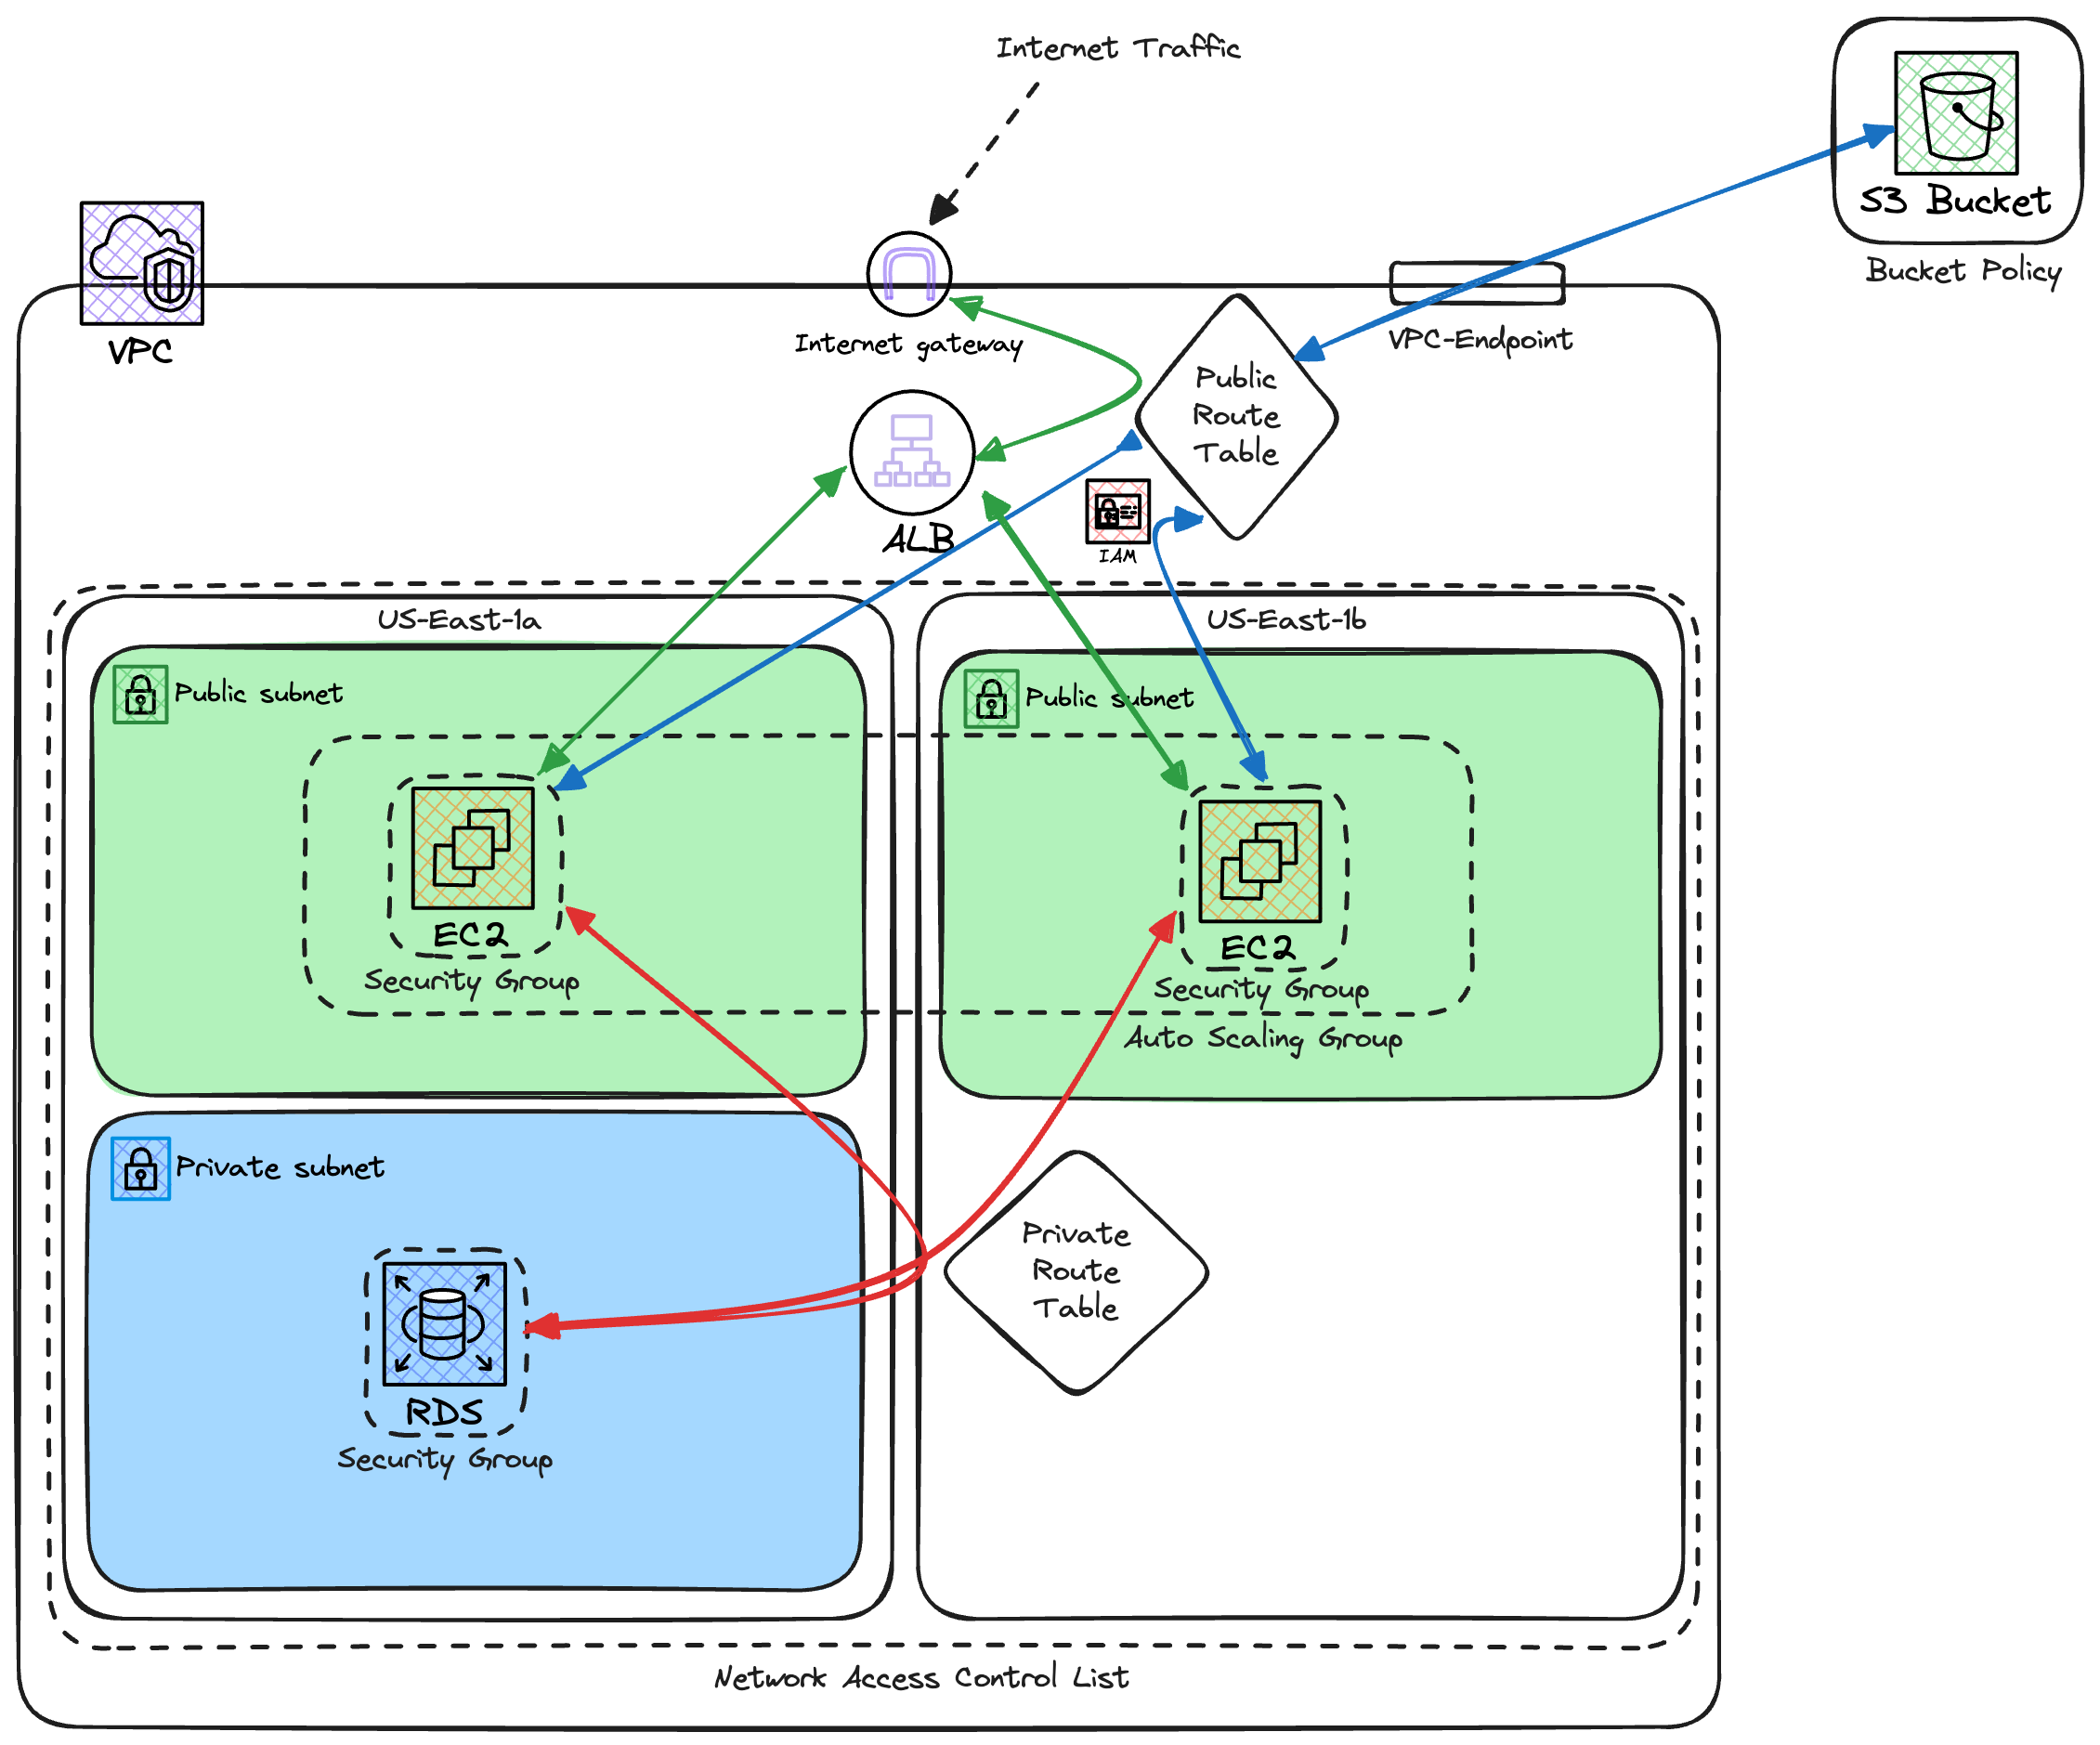 Internet Traffic
S3 Bucket
Bucket Policy
VPC
Internet gateway
VPC-Endpoint
Public
Route
Table
ALB
IAM
US-East-1a
US-East-1b
Public subnet
Public subnet
EC2
Security Group
EC2
Security Group
Auto Scaling Group
Private subnet
Private
Route
Table
RDS
Security Group
Network Access Control List